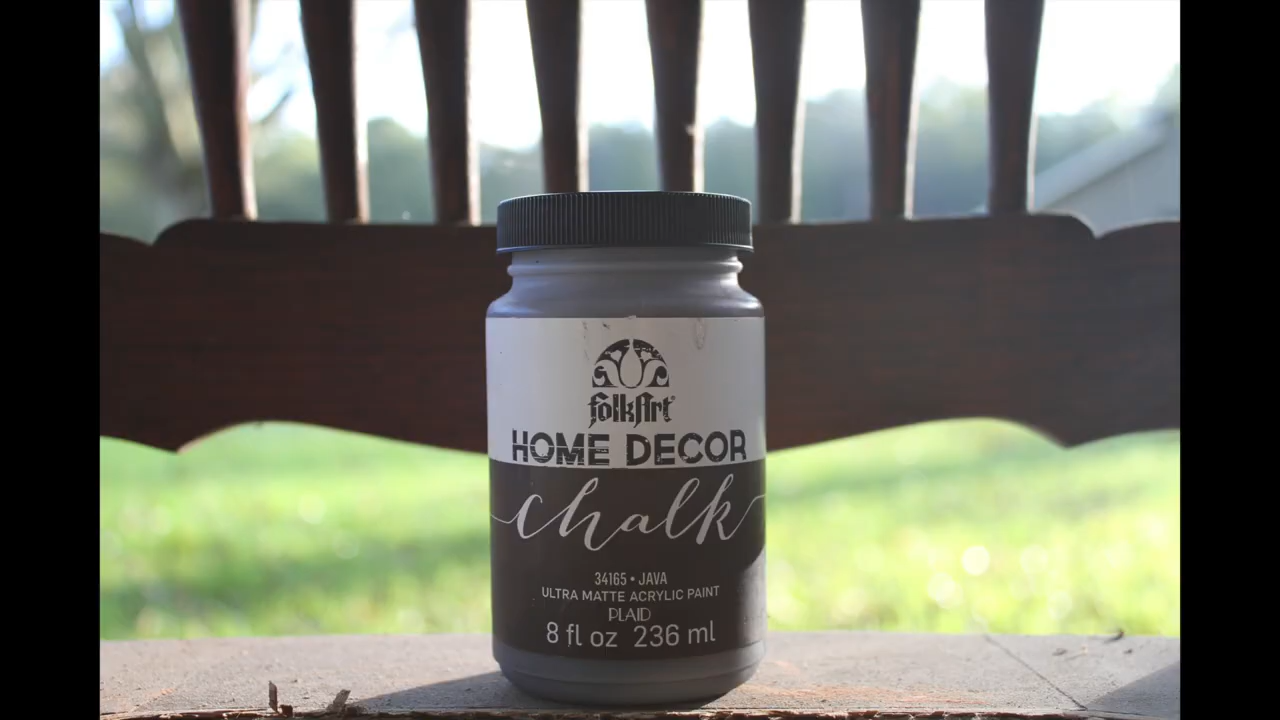 folkArt®
HOME DECOR
chalk
34165 • JAVA
ULTRA MATTE ACRYLIC PAINT
PLAID
8 fl oz 236 ml